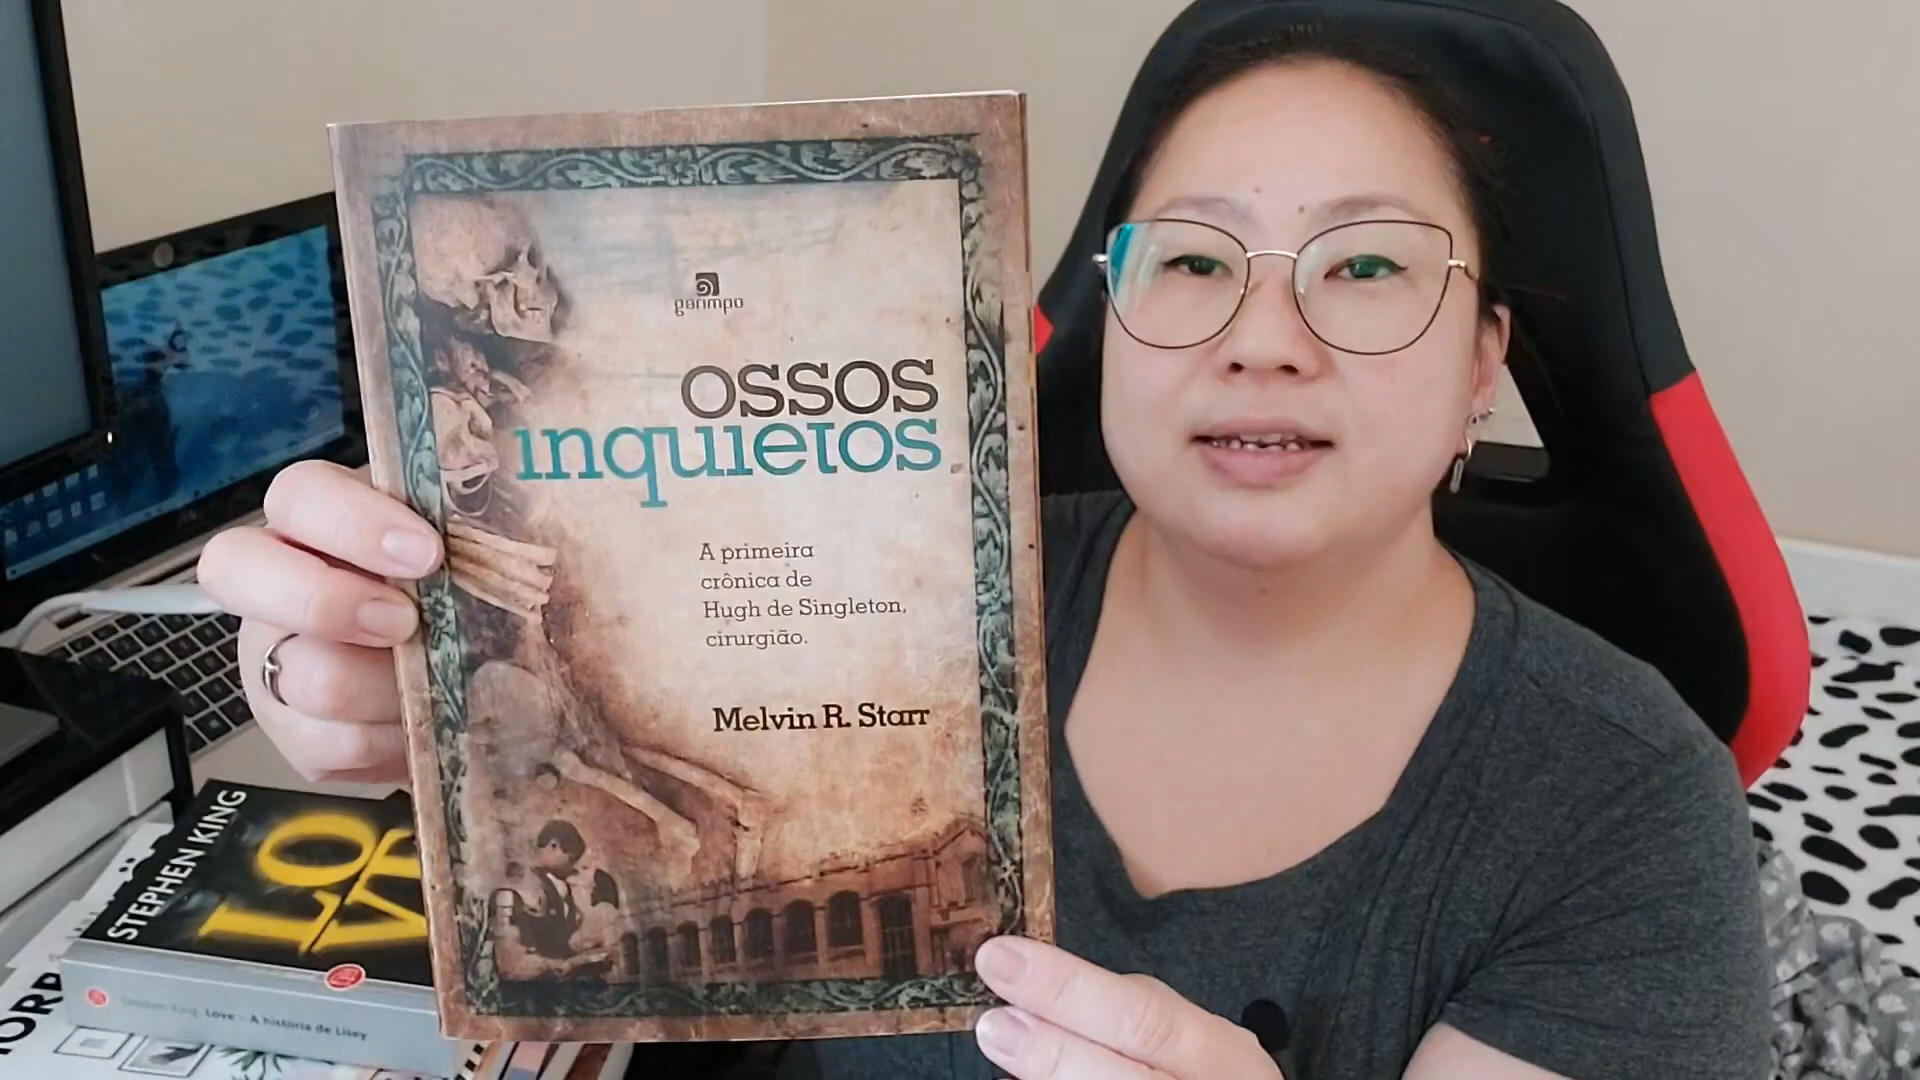 garimpo
ossos
inquietos
A primeira
crônica de
Hugh de Singleton,
cirurgião.
Melvin R. Starr
STEPHEN KING
LOVE
Stephen King Love – A história de Lisey